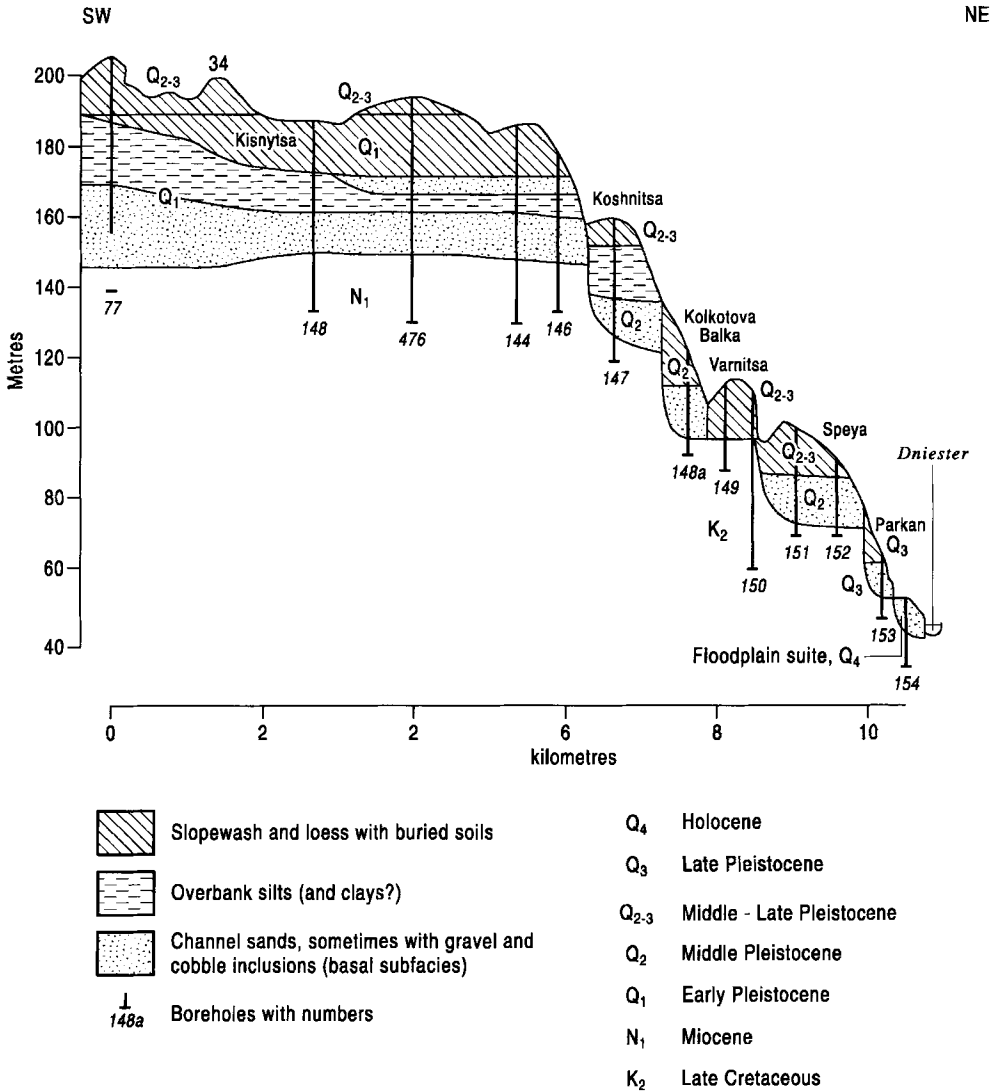 SW
NE
34
200
Q2-3
Q2-3
Kisnytsa
Q1
180
Koshnitsa
Q1
160
Q2-3
140
N1
77
148
476
144
146
Q2
Kolkotova
Balka
147
120
Metres
Q2
Varnitsa
Q2-3
100
148a
149
Q2-3
Speya
Dniester
80
Q2
K2
151
152
Parkan
Q3
60
150
Q3
153
40
Floodplain suite, Q4
154
0 2 2 6 8 10
kilometres
Slopewash and loess with buried soils
Overbank silts (and clays?)
Channel sands, sometimes with gravel and
cobble inclusions (basal subfacies)
148a Boreholes with numbers
Q4 Holocene
Q3 Late Pleistocene
Q2-3 Middle - Late Pleistocene
Q2 Middle Pleistocene
Q1 Early Pleistocene
N1 Miocene
K2 Late Cretaceous